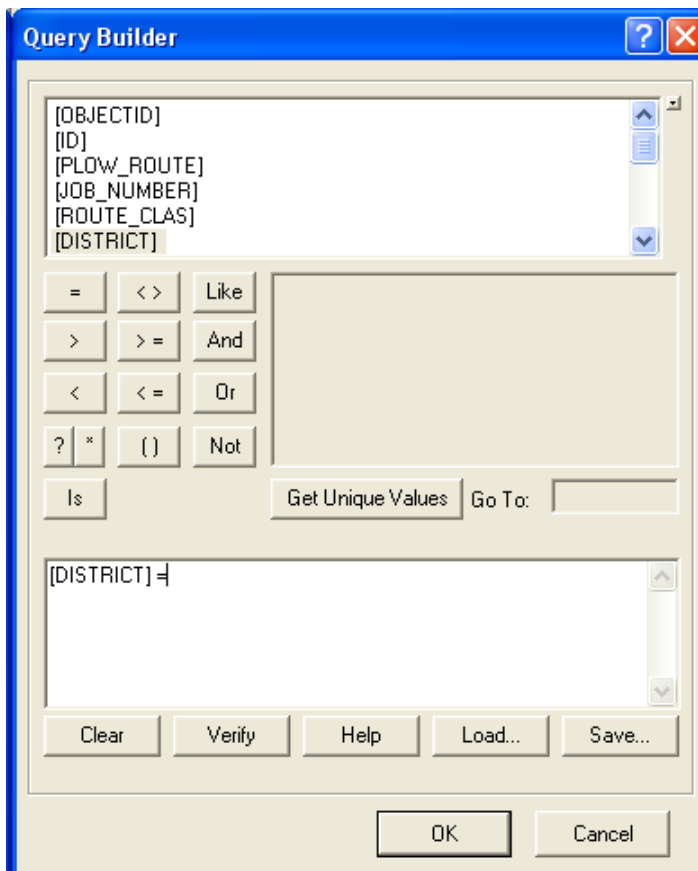 Query Builder ?
[OBJECTID]
[ID]
[PLOW_ROUTE]
[JOB_NUMBER]
[ROUTE_CLAS]
[DISTRICT]
= < > Like
> > = And
< < = Or
? * ( ) Not
Is Get Unique Values Go To:
[DISTRICT] =
Clear Verify Help Load... Save...
OK Cancel